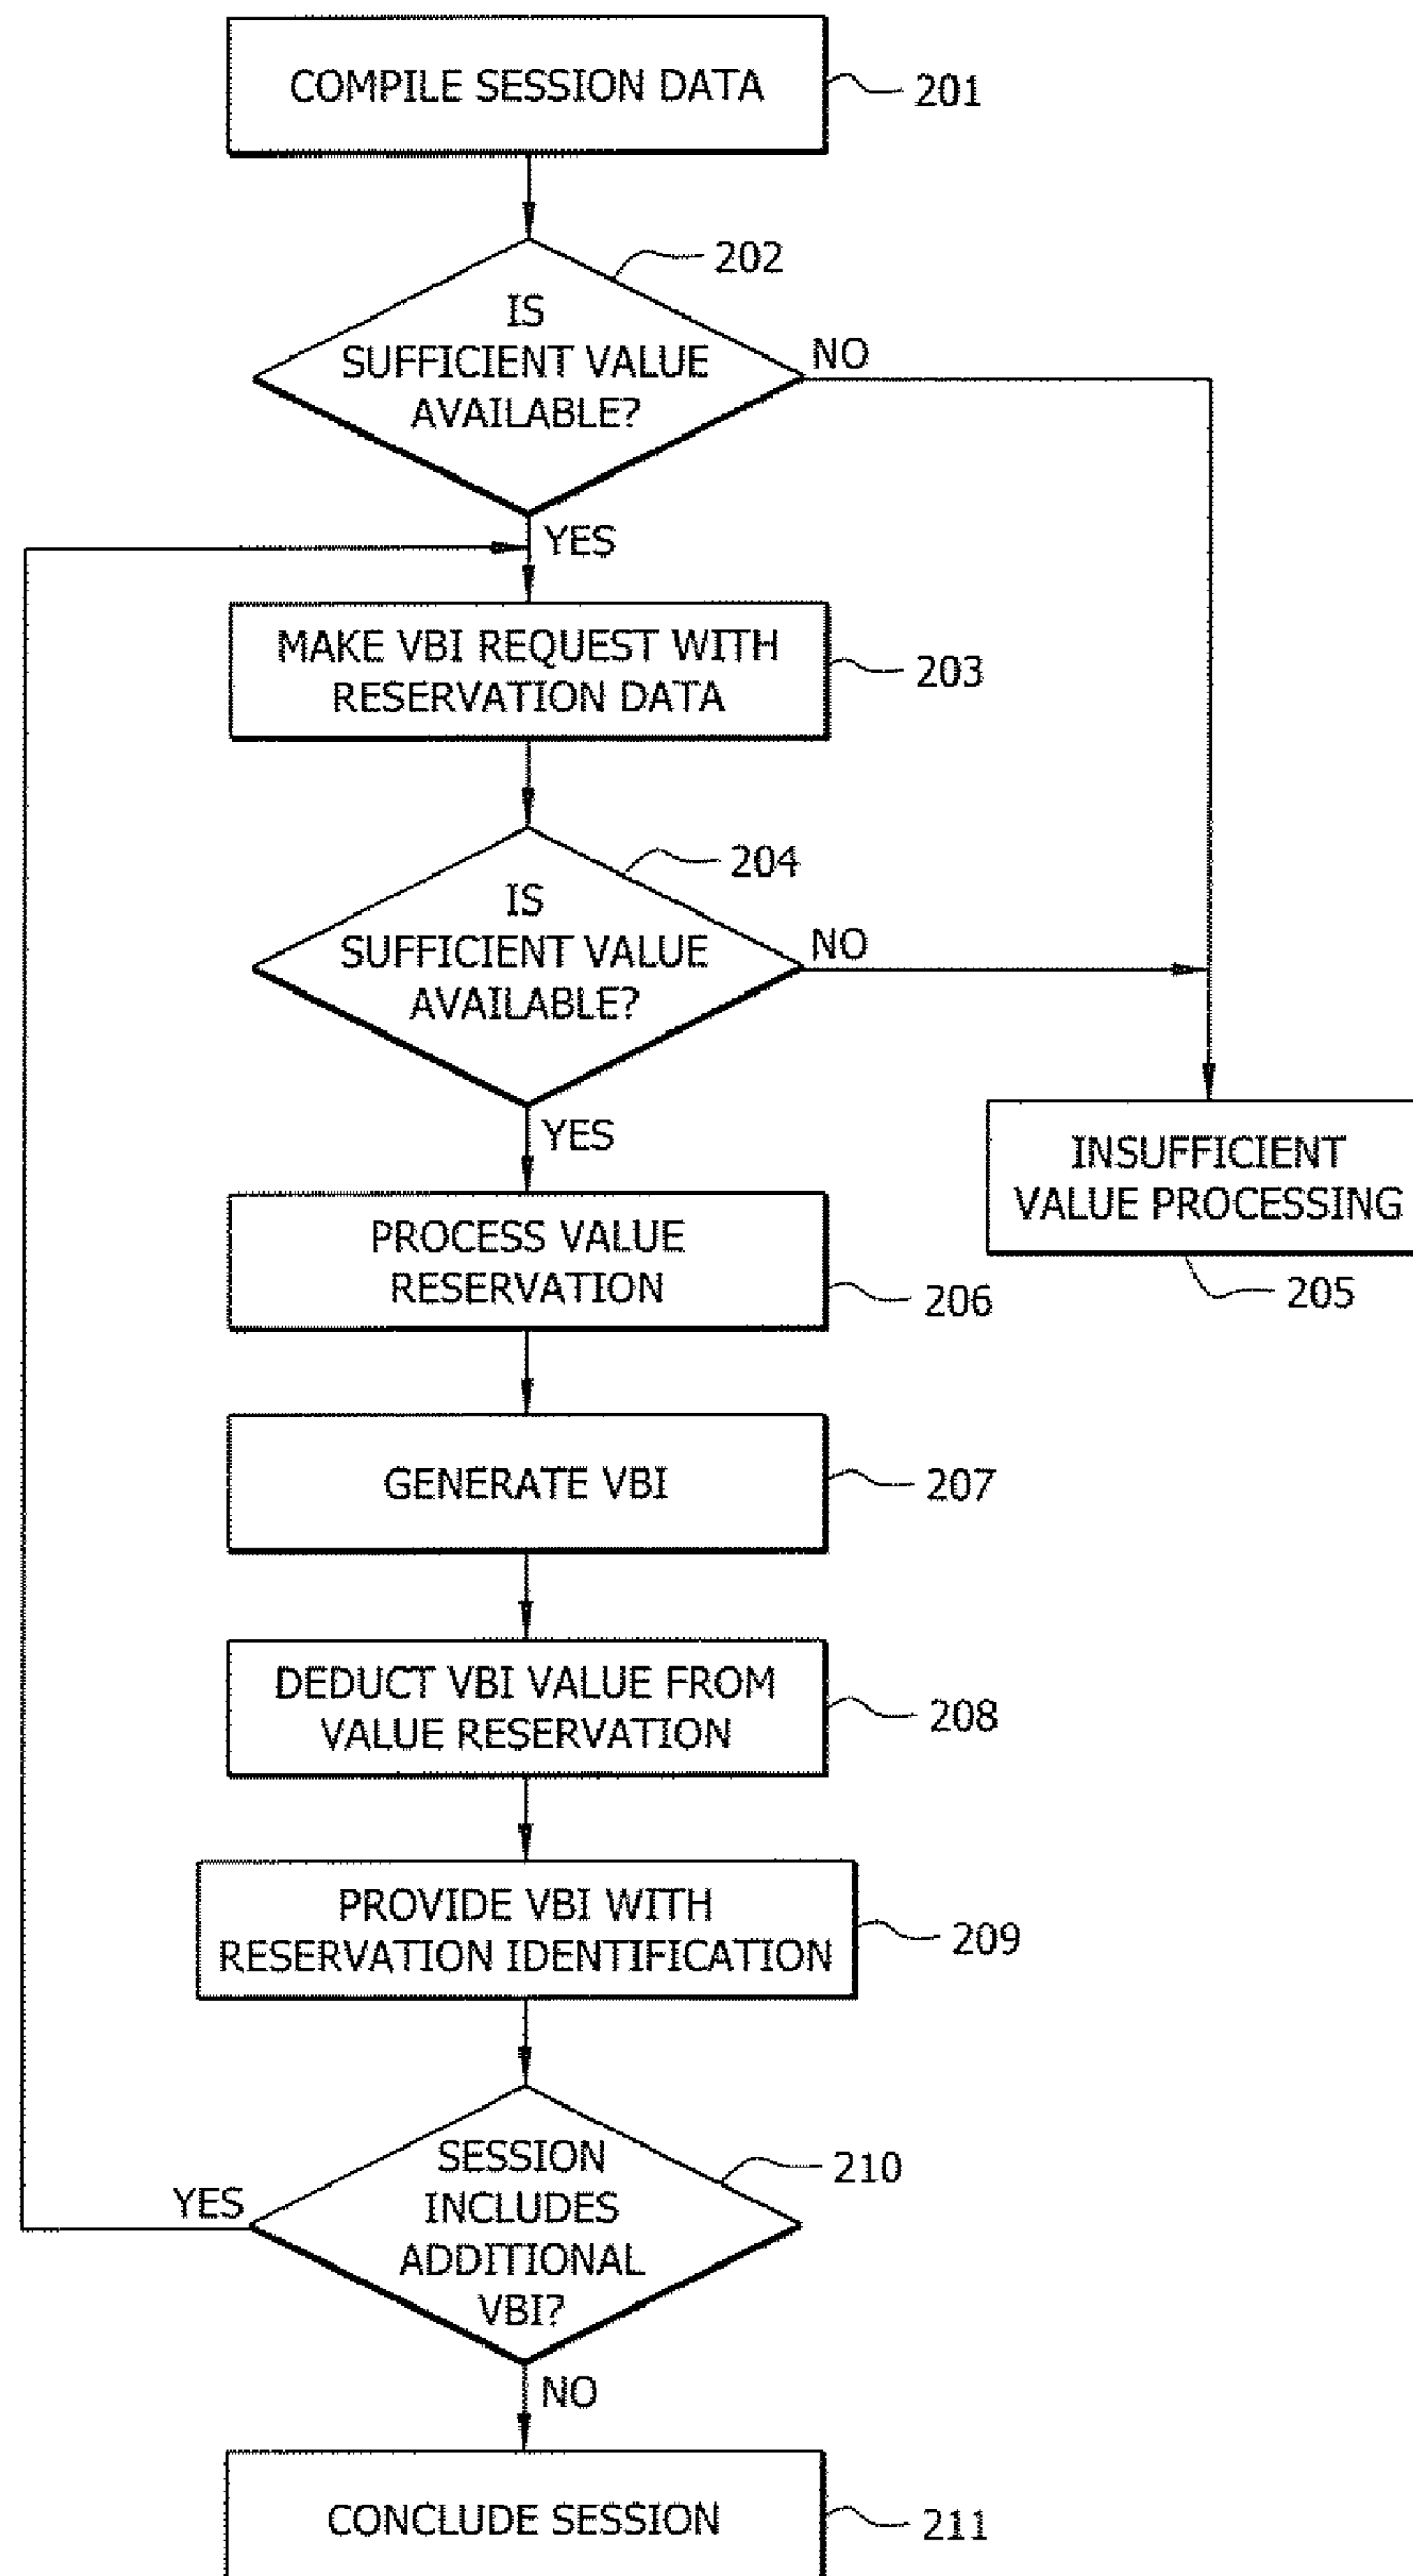 COMPILE SESSION DATA
201
202
IS
SUFFICIENT VALUE
AVAILABLE?
NO
YES
MAKE VBI REQUEST WITH
RESERVATION DATA
203
204
IS
SUFFICIENT VALUE
AVAILABLE?
NO
YES
INSUFFICIENT
VALUE PROCESSING
205
PROCESS VALUE
RESERVATION
206
GENERATE VBI
207
DEDUCT VBI VALUE FROM
VALUE RESERVATION
208
PROVIDE VBI WITH
RESERVATION IDENTIFICATION
209
210
SESSION
INCLUDES
ADDITIONAL
VBI?
YES
NO
CONCLUDE SESSION
211